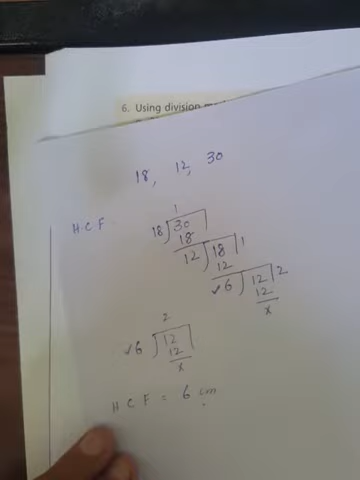 6. Using division
18, 12, 30
H.C.F
1
18 ) 30
18
12 ) 18 | 1
12
✓6 ) 12 | 2
12
x
2
✓6 ) 12
12
x
H C F = 6 cm